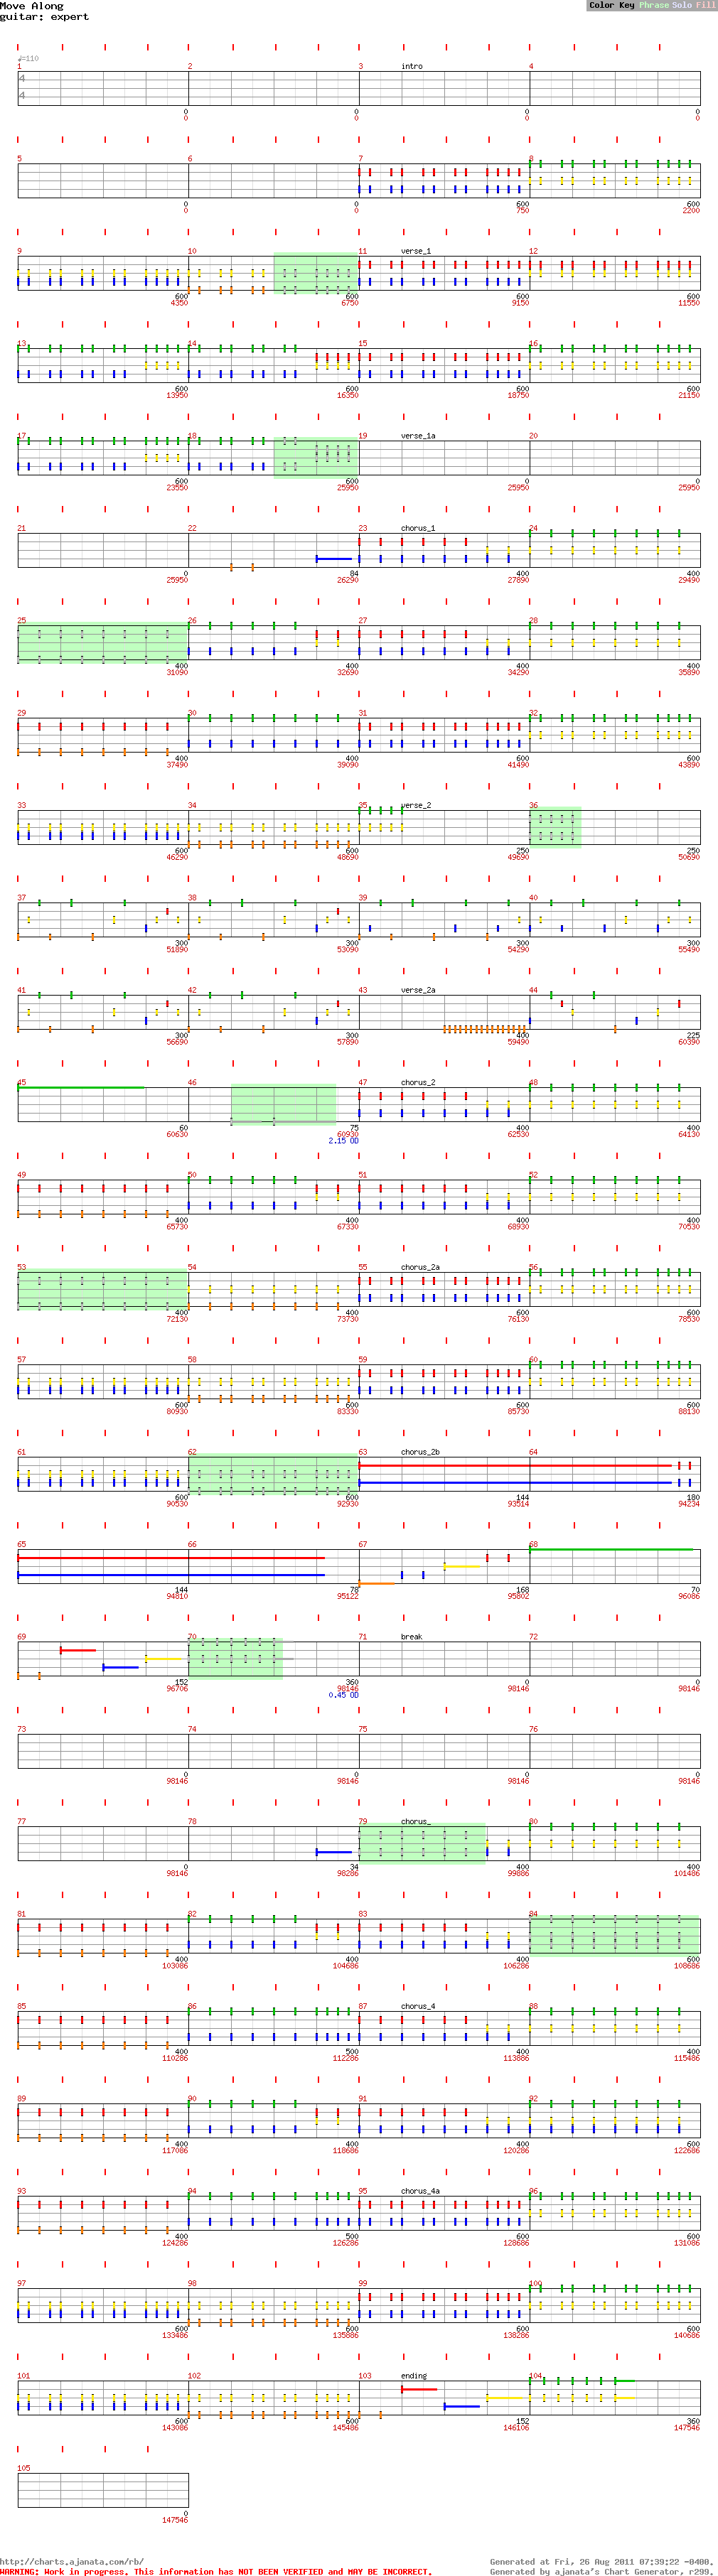 Move Along
guitar: expert
Color Key Phrase Solo Fill
♩=110
1 2 3 intro 4
4
4
0 0 0 0
0 0 0 0
5 6 7 8
0 0 600 600
0 0 750 2200
9 10 11 verse_1 12
600 600 600 600
4350 6750 9150 11550
13 14 15 16
600 600 600 600
13950 16350 18750 21150
17 18 19 verse_1a 20
600 600 0 0
23550 25950 25950 25950
21 22 23 chorus_1 24
0 84 400 400
25950 26290 27890 29490
25 26 27 28
400 400 400 400
31090 32690 34290 35890
29 30 31 32
400 400 600 600
37490 39090 41490 43890
33 34 35 verse_2 36
600 600 250 250
46290 48690 49690 50690
37 38 39 40
300 300 300 300
51890 53090 54290 55490
41 42 43 verse_2a 44
300 300 400 225
56690 57890 59490 60390
45 46 47 chorus_2 48
60 75 400 400
60630 60930 62530 64130
2.15 OD
49 50 51 52
400 400 400 400
65730 67330 68930 70530
53 54 55 chorus_2a 56
400 400 600 600
72130 73730 76130 78530
57 58 59 60
600 600 600 600
80930 83330 85730 88130
61 62 63 chorus_2b 64
600 600 144 180
90530 92930 93514 94234
65 66 67 68
144 78 168 70
94810 95122 95802 96086
69 70 71 break 72
152 360 0 0
96706 98146 98146 98146
0.45 OD
73 74 75 76
0 0 0 0
98146 98146 98146 98146
77 78 79 chorus_ 80
0 34 400 400
98146 98286 99886 101486
81 82 83 84
400 400 400 600
103086 104686 106286 108686
85 86 87 chorus_4 88
400 500 400 400
110286 112286 113886 115486
89 90 91 92
400 400 400 600
117086 118686 120286 122686
93 94 95 chorus_4a 96
400 500 600 600
124286 126286 128686 131086
97 98 99 100
600 600 600 600
133486 135886 138286 140686
101 102 103 ending 104
600 600 152 360
143086 145486 146106 147546
105
0
147546
http://charts.ajanata.com/rb/ Generated at Fri, 26 Aug 2011 07:39:22 -0400.
WARNING: Work in progress. This information has NOT BEEN VERIFIED and MAY BE INCORRECT. Generated by ajanata's Chart Generator, r299.